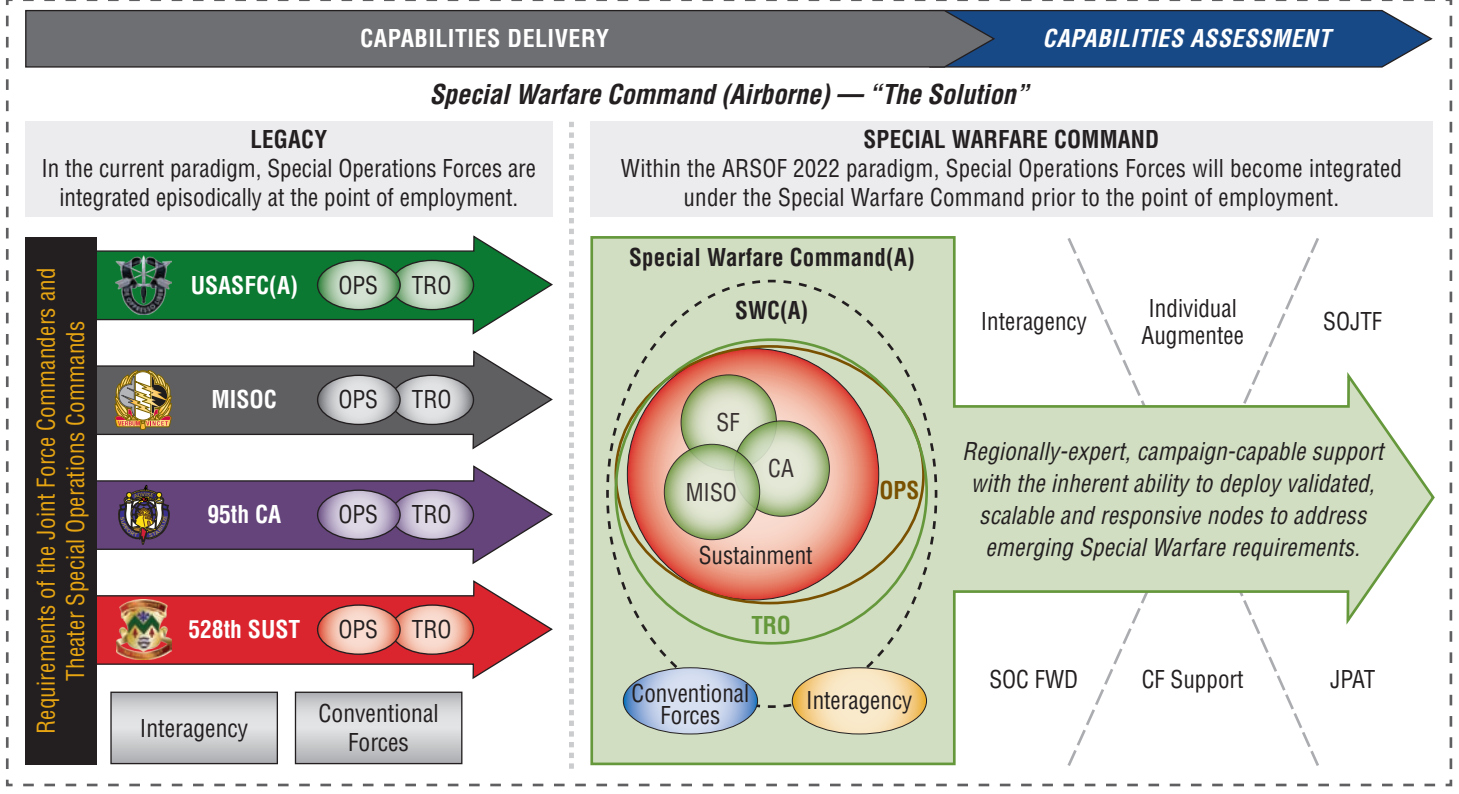 CAPABILITIES DELIVERY
CAPABILITIES ASSESSMENT
Special Warfare Command (Airborne) — “The Solution”
LEGACY
In the current paradigm, Special Operations Forces are
integrated episodically at the point of employment.
SPECIAL WARFARE COMMAND
Within the ARSOF 2022 paradigm, Special Operations Forces will become integrated
under the Special Warfare Command prior to the point of employment.
Requirements of the Joint Force Commanders and
Theater Special Operations Commands
USASFC(A)
OPS
TRO
MISOC
OPS
TRO
VERBUM VINCET
95th CA
OPS
TRO
528th SUST
OPS
TRO
Interagency
Conventional
Forces
Special Warfare Command(A)
SWC(A)
SF
CA
MISO
OPS
Sustainment
TRO
Conventional
Forces
Interagency
Interagency
Individual
Augmentee
SOJTF
Regionally-expert, campaign-capable support
with the inherent ability to deploy validated,
scalable and responsive nodes to address
emerging Special Warfare requirements.
SOC FWD
CF Support
JPAT